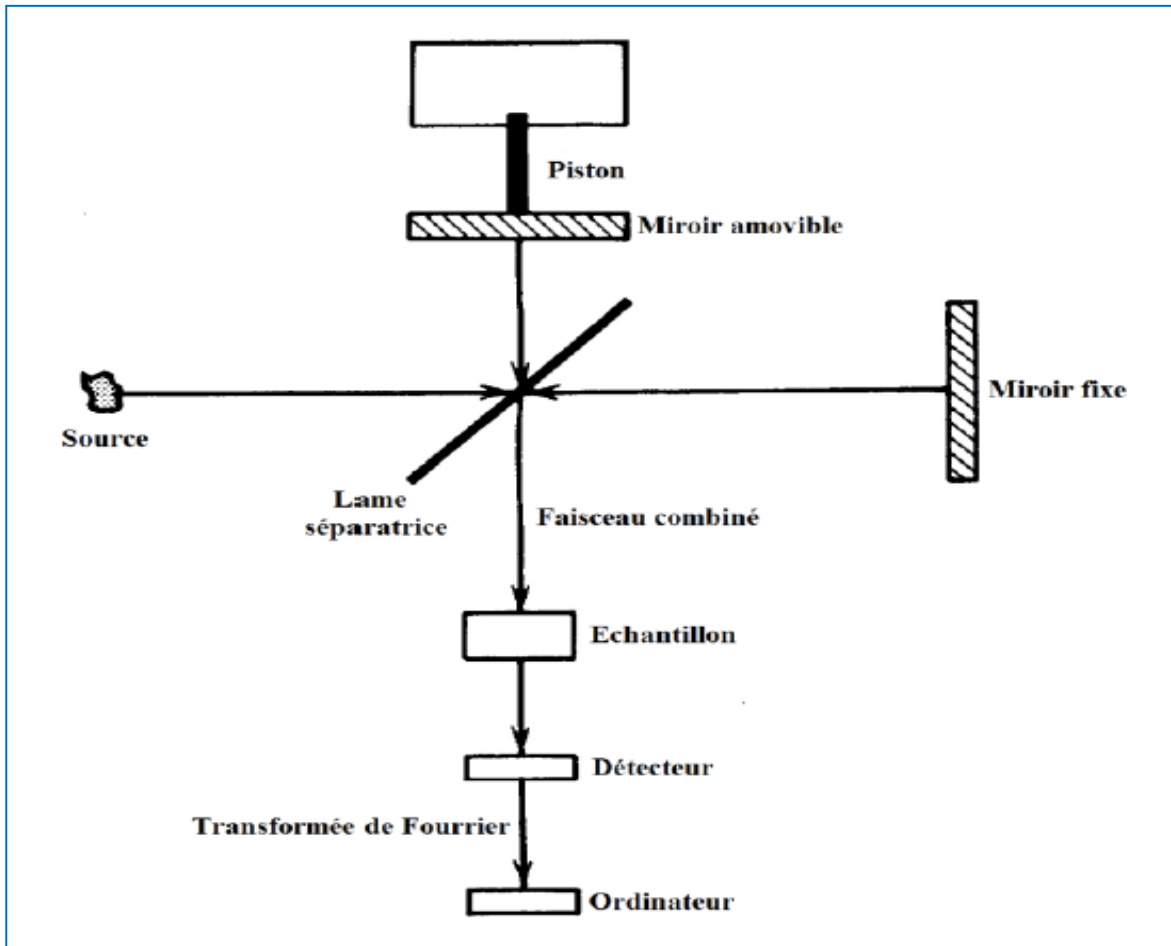 Piston
Miroir amovible
Miroir fixe
Source
Lame
séparatrice
Faisceau combiné
Echantillon
Détecteur
Transformée de Fourrier
Ordinateur